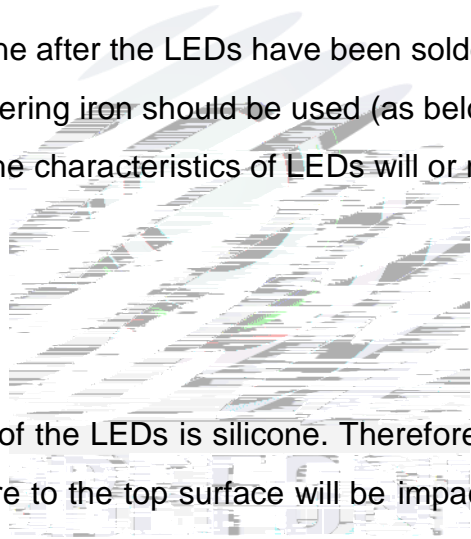 ne after the LEDs have been sold
ering iron should be used (as belo
ne characteristics of LEDs will or
of the LEDs is silicone. Therefore
re to the top surface will be impac